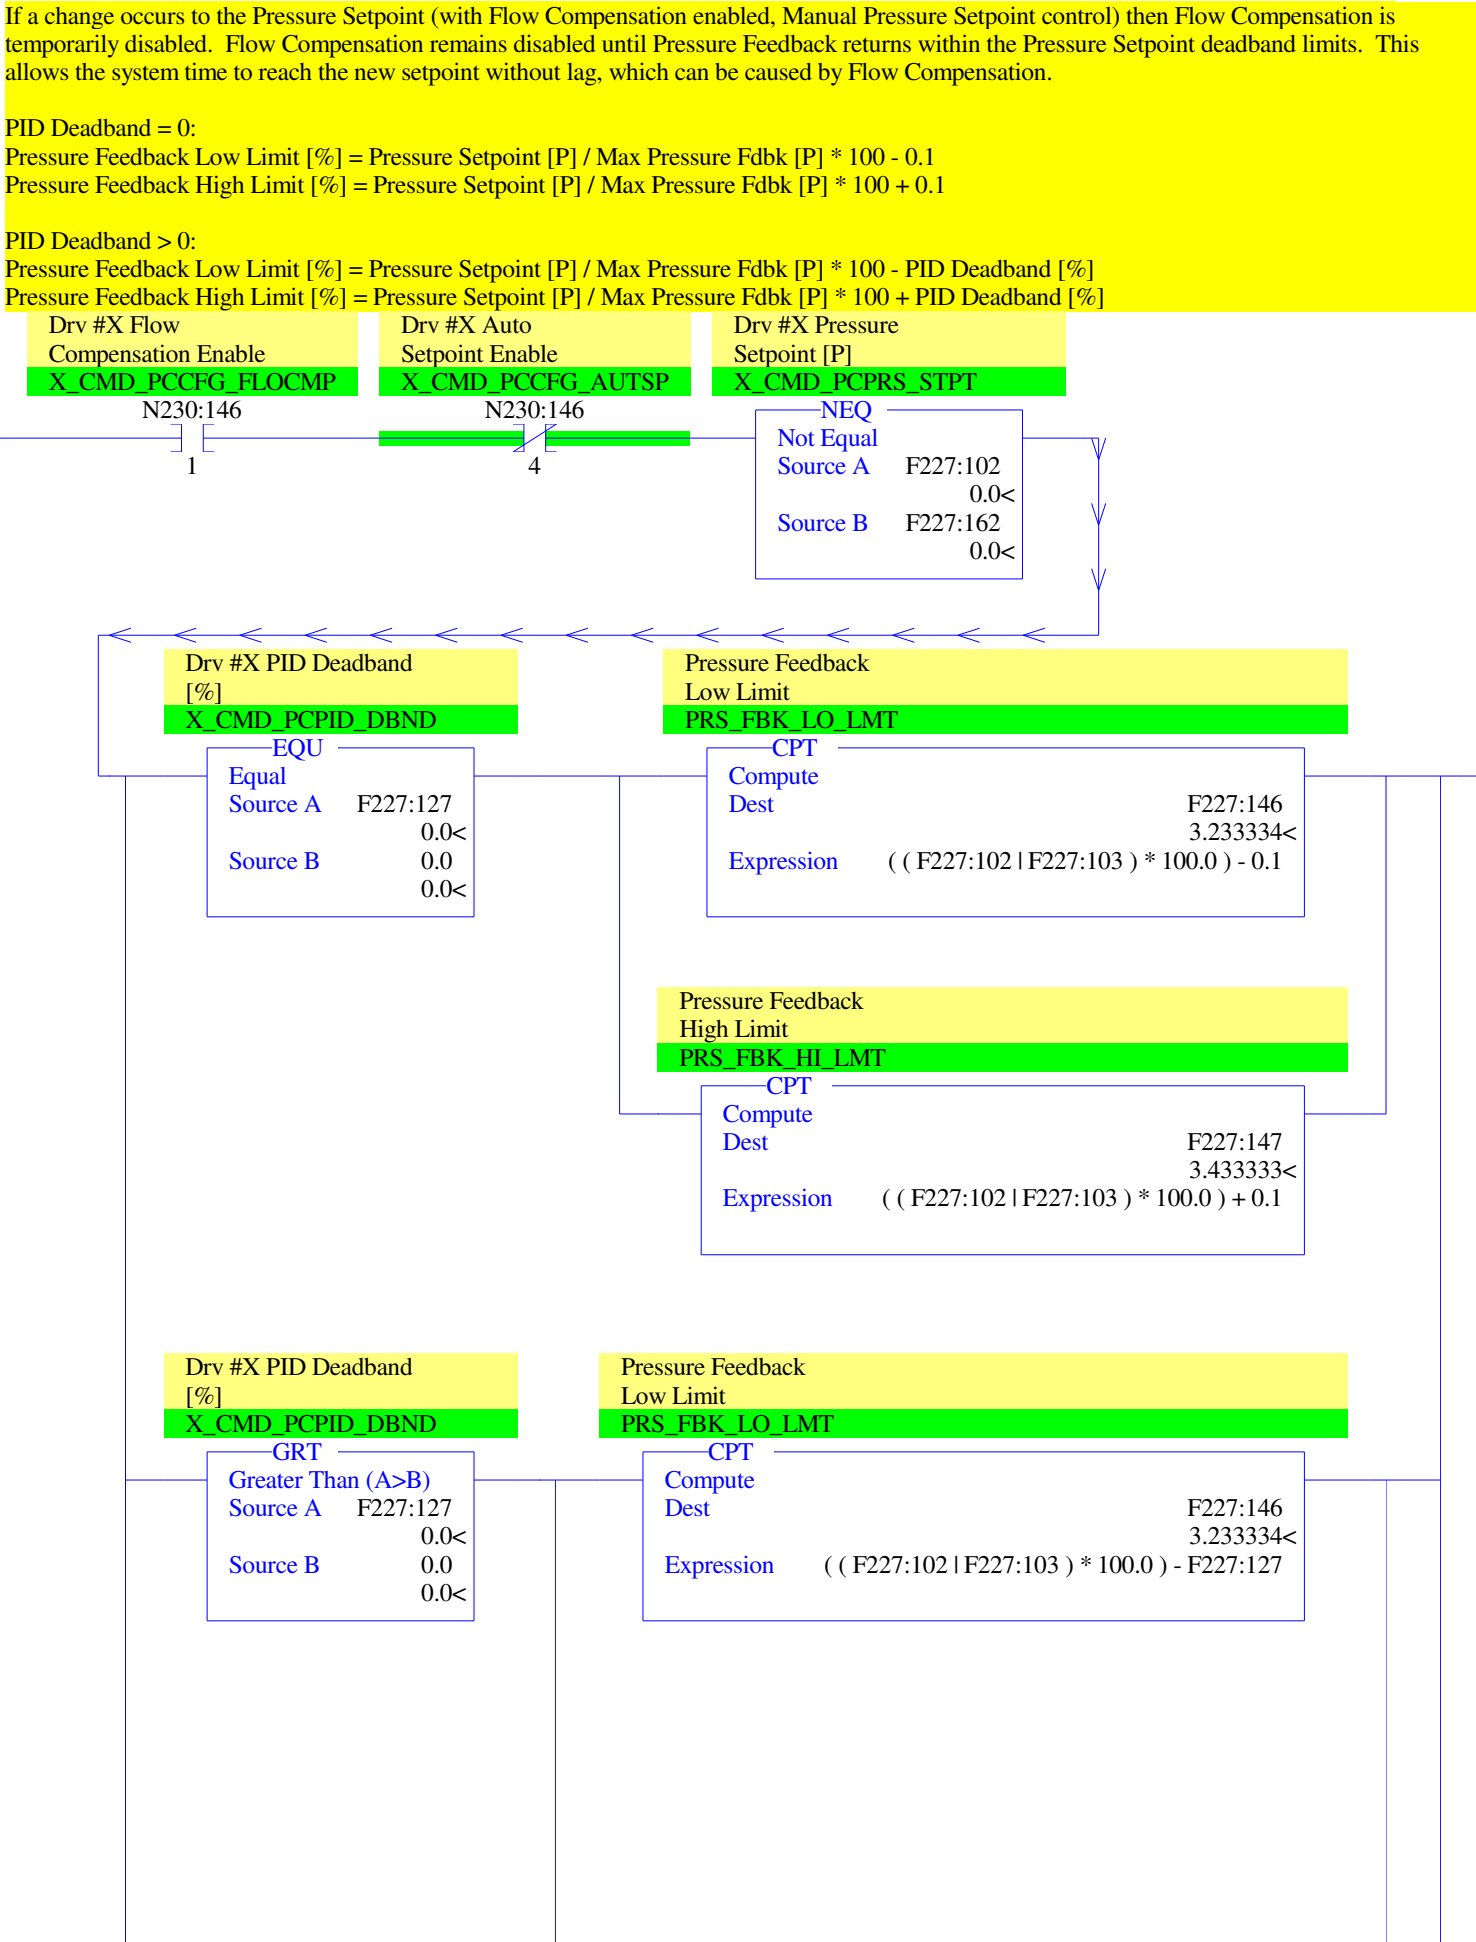 If a change occurs to the Pressure Setpoint (with Flow Compensation enabled, Manual Pressure Setpoint control) then Flow Compensation is
temporarily disabled.  Flow Compensation remains disabled until Pressure Feedback returns within the Pressure Setpoint deadband limits.  This
allows the system time to reach the new setpoint without lag, which can be caused by Flow Compensation.
PID Deadband = 0:
Pressure Feedback Low Limit [%] = Pressure Setpoint [P] / Max Pressure Fdbk [P] * 100 - 0.1
Pressure Feedback High Limit [%] = Pressure Setpoint [P] / Max Pressure Fdbk [P] * 100 + 0.1
PID Deadband > 0:
Pressure Feedback Low Limit [%] = Pressure Setpoint [P] / Max Pressure Fdbk [P] * 100 - PID Deadband [%]
Pressure Feedback High Limit [%] = Pressure Setpoint [P] / Max Pressure Fdbk [P] * 100 + PID Deadband [%]
Drv #X Flow
Compensation Enable
X_CMD_PCCFG_FLOCMP
N230:146
1
Drv #X Auto
Setpoint Enable
X_CMD_PCCFG_AUTSP
N230:146
4
Drv #X Pressure
Setpoint [P]
X_CMD_PCPRS_STPT
NEQ
Not Equal
Source A F227:102
0.0<
Source B F227:162
0.0<
Drv #X PID Deadband
[%]
X_CMD_PCPID_DBND
EQU
Equal
Source A F227:127
0.0<
Source B 0.0
0.0<
Pressure Feedback
Low Limit
PRS_FBK_LO_LMT
CPT
Compute
Dest F227:146
3.233334<
Expression ( ( F227:102 | F227:103 ) * 100.0 ) - 0.1
Pressure Feedback
High Limit
PRS_FBK_HI_LMT
CPT
Compute
Dest F227:147
3.433333<
Expression ( ( F227:102 | F227:103 ) * 100.0 ) + 0.1
Drv #X PID Deadband
[%]
X_CMD_PCPID_DBND
GRT
Greater Than (A>B)
Source A F227:127
0.0<
Source B 0.0
0.0<
Pressure Feedback
Low Limit
PRS_FBK_LO_LMT
CPT
Compute
Dest F227:146
3.233334<
Expression ( ( F227:102 | F227:103 ) * 100.0 ) - F227:127